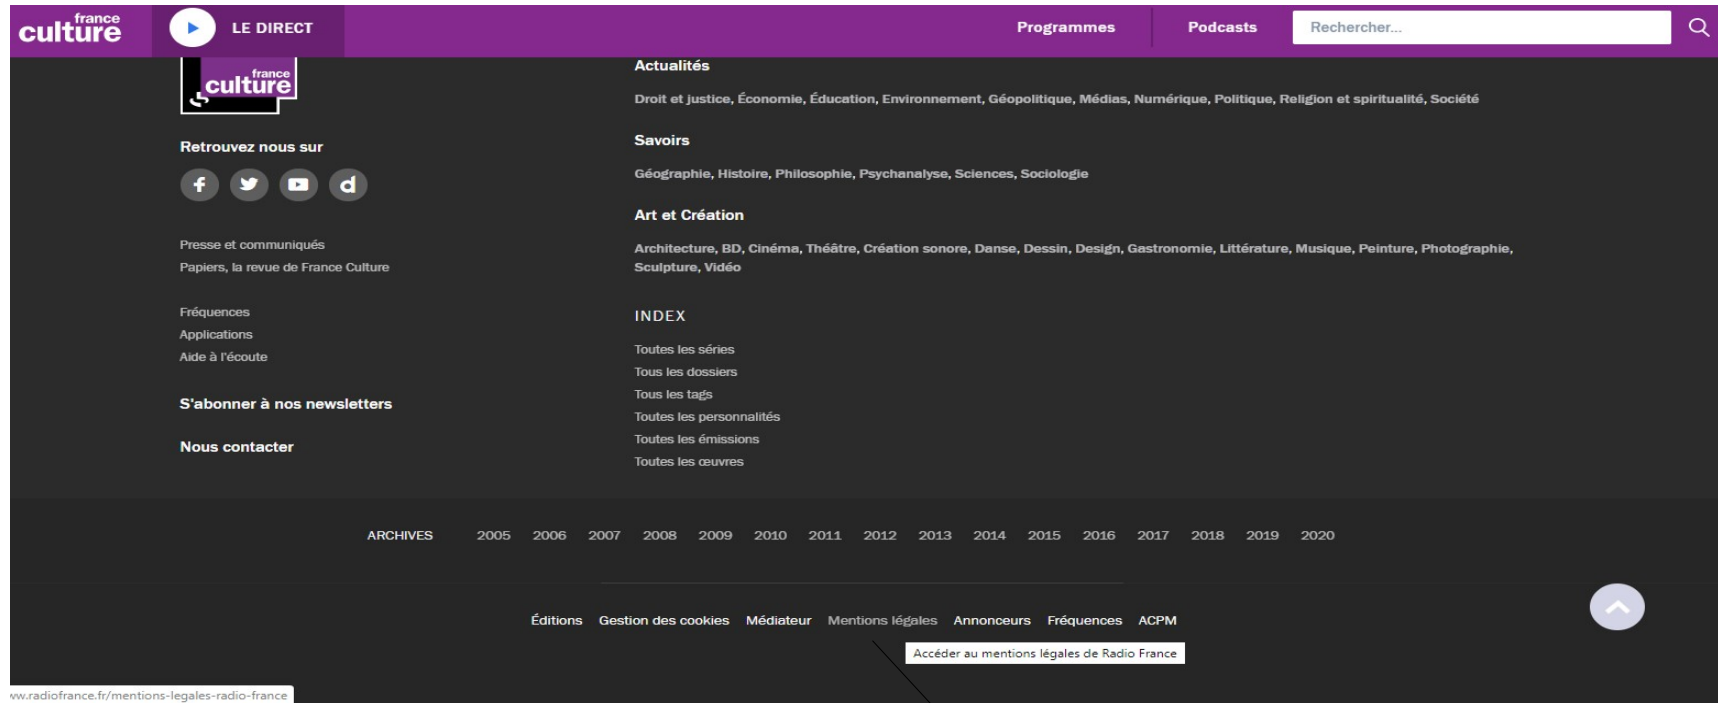 france
culture
LE DIRECT
Programmes
Podcasts
Rechercher...
france
culture
Retrouvez nous sur
Presse et communiqués
Papiers, la revue de France Culture
Fréquences
Applications
Aide à l'écoute
S'abonner à nos newsletters
Nous contacter
Actualités
Droit et justice, Économie, Éducation, Environnement, Géopolitique, Médias, Numérique, Politique, Religion et spiritualité, Société
Savoirs
Géographie, Histoire, Philosophie, Psychanalyse, Sciences, Sociologie
Art et Création
Architecture, BD, Cinéma, Théâtre, Création sonore, Danse, Dessin, Design, Gastronomie, Littérature, Musique, Peinture, Photographie,
Sculpture, Vidéo
INDEX
Toutes les séries
Tous les dossiers
Tous les tags
Toutes les personnalités
Toutes les émissions
Toutes les œuvres
ARCHIVES 2005 2006 2007 2008 2009 2010 2011 2012 2013 2014 2015 2016 2017 2018 2019 2020
Éditions Gestion des cookies Médiateur Mentions légales Annonceurs Fréquences ACPM
Accéder au mentions légales de Radio France
ww.radiofrance.fr/mentions-legales-radio-france